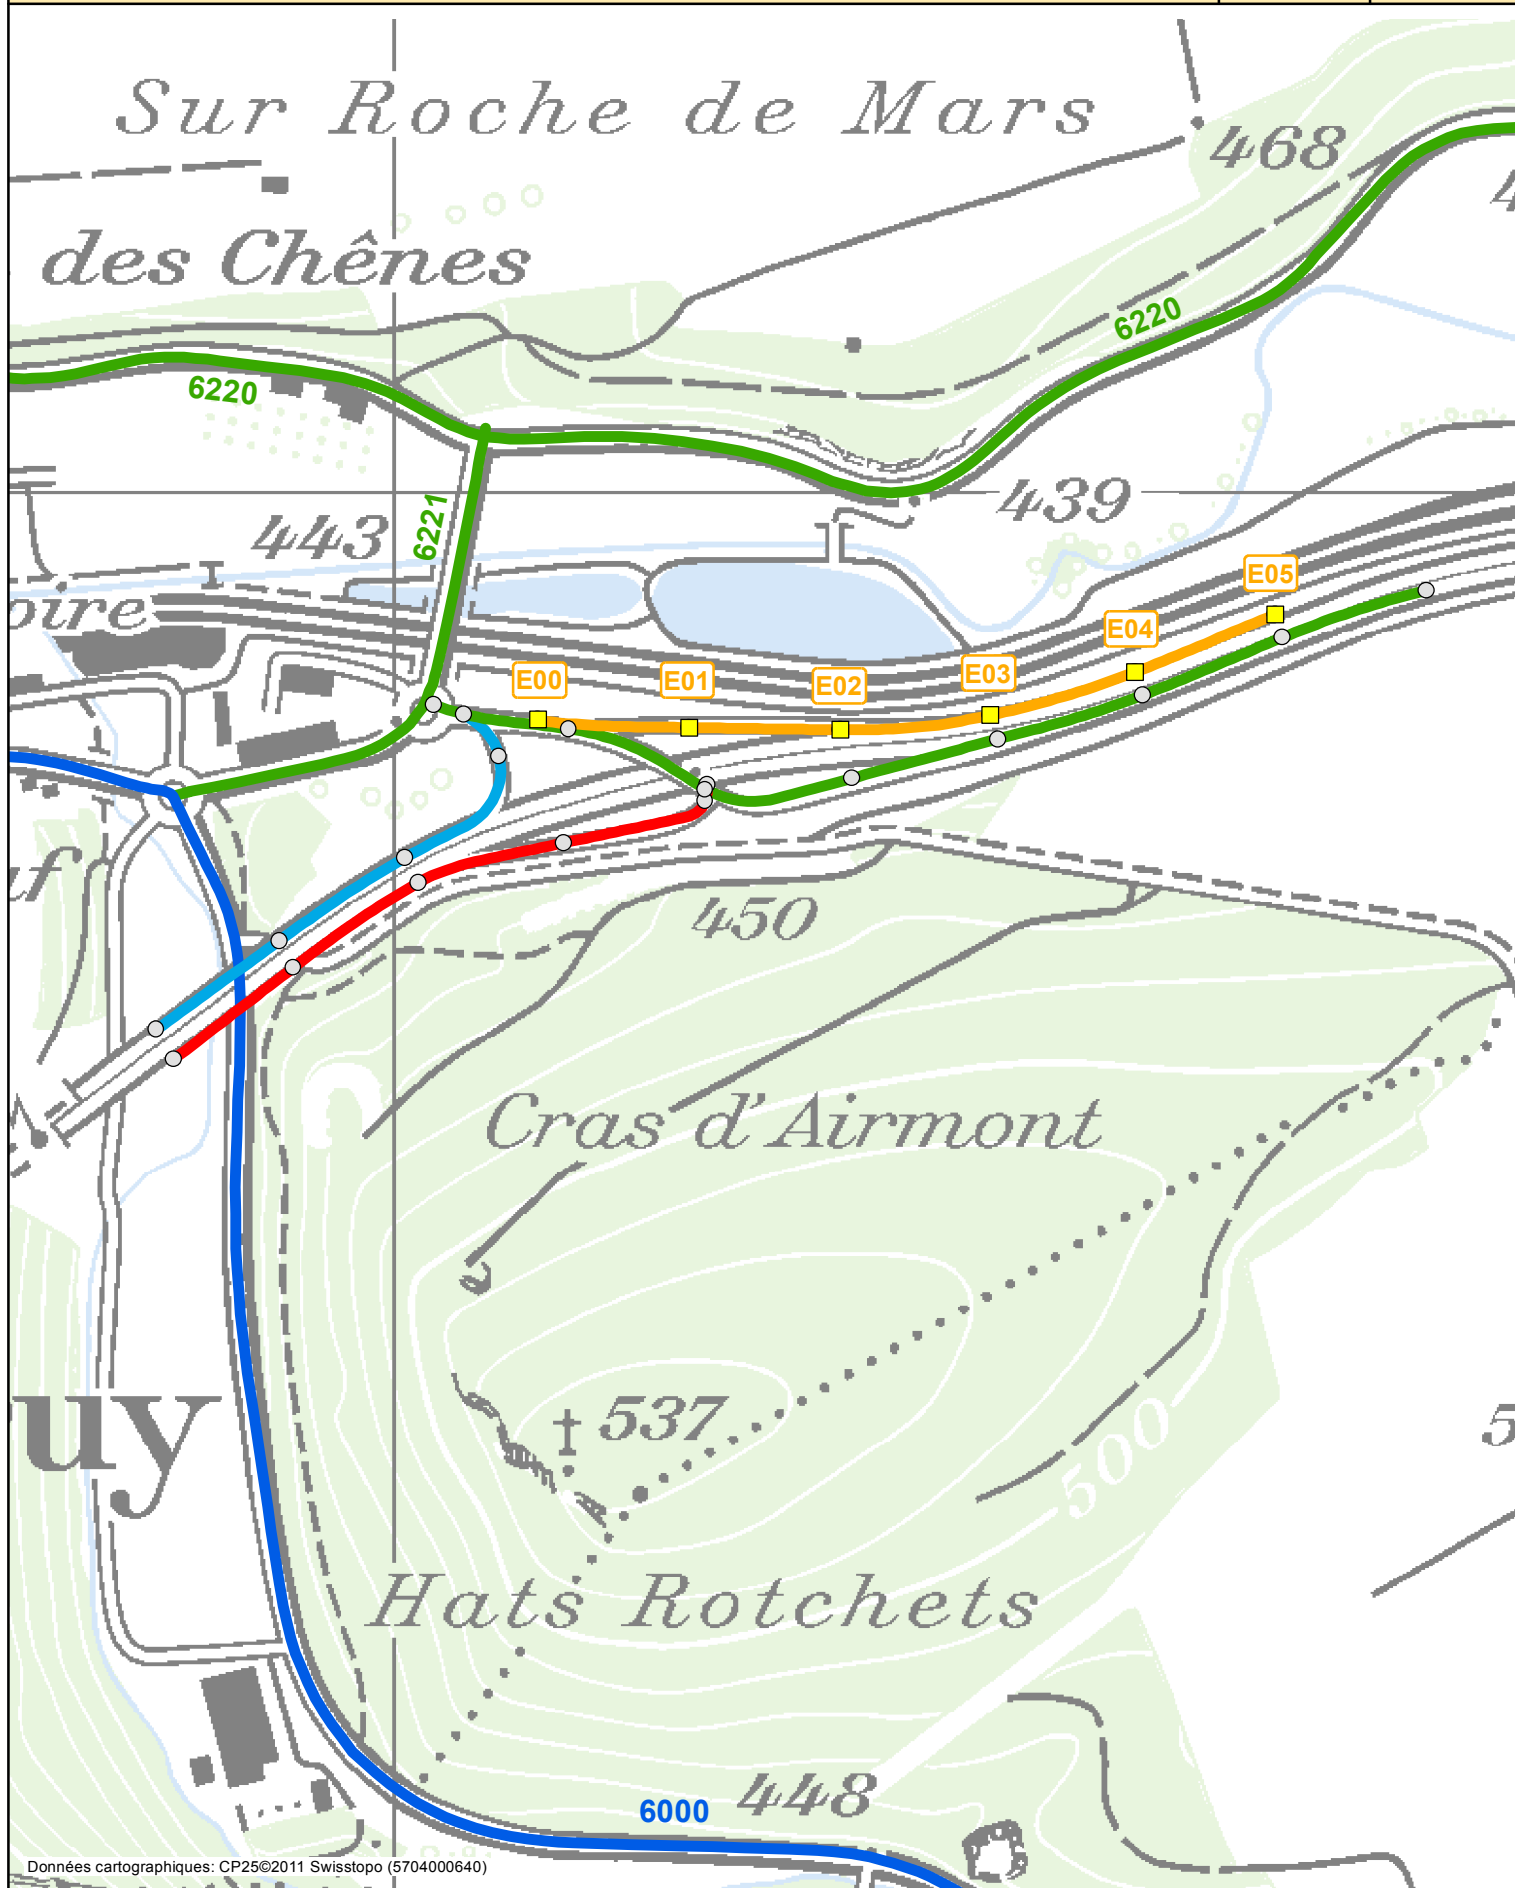 Sur Roche de Mars
468
des Chênes
6220
6220
439
6221
443
oire
E05
E04
E03
E00
E01
E02
450
Cras d'Airmont
537
500
uy
Hats Rotchets
448
6000
Données cartographiques: CP25©2011 Swisstopo (5704000640)